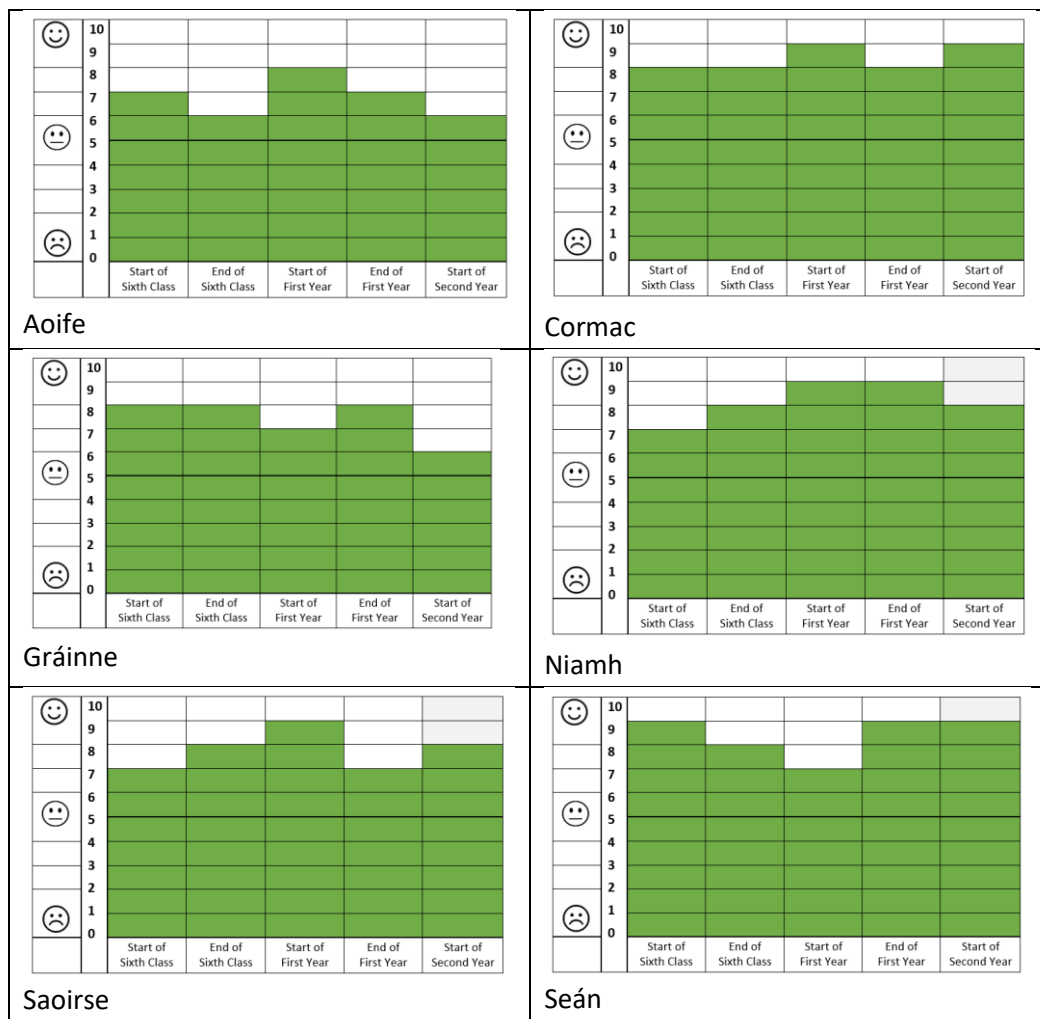 10
9
8
7
6
5
4
3
2
1
0
Start of Sixth Class
End of Sixth Class
Start of First Year
End of First Year
Start of Second Year
Aoife
10
9
8
7
6
5
4
3
2
1
0
Start of Sixth Class
End of Sixth Class
Start of First Year
End of First Year
Start of Second Year
Cormac
10
9
8
7
6
5
4
3
2
1
0
Start of Sixth Class
End of Sixth Class
Start of First Year
End of First Year
Start of Second Year
Gráinne
10
9
8
7
6
5
4
3
2
1
0
Start of Sixth Class
End of Sixth Class
Start of First Year
End of First Year
Start of Second Year
Niamh
10
9
8
7
6
5
4
3
2
1
0
Start of Sixth Class
End of Sixth Class
Start of First Year
End of First Year
Start of Second Year
Saoirse
10
9
8
7
6
5
4
3
2
1
0
Start of Sixth Class
End of Sixth Class
Start of First Year
End of First Year
Start of Second Year
Seán